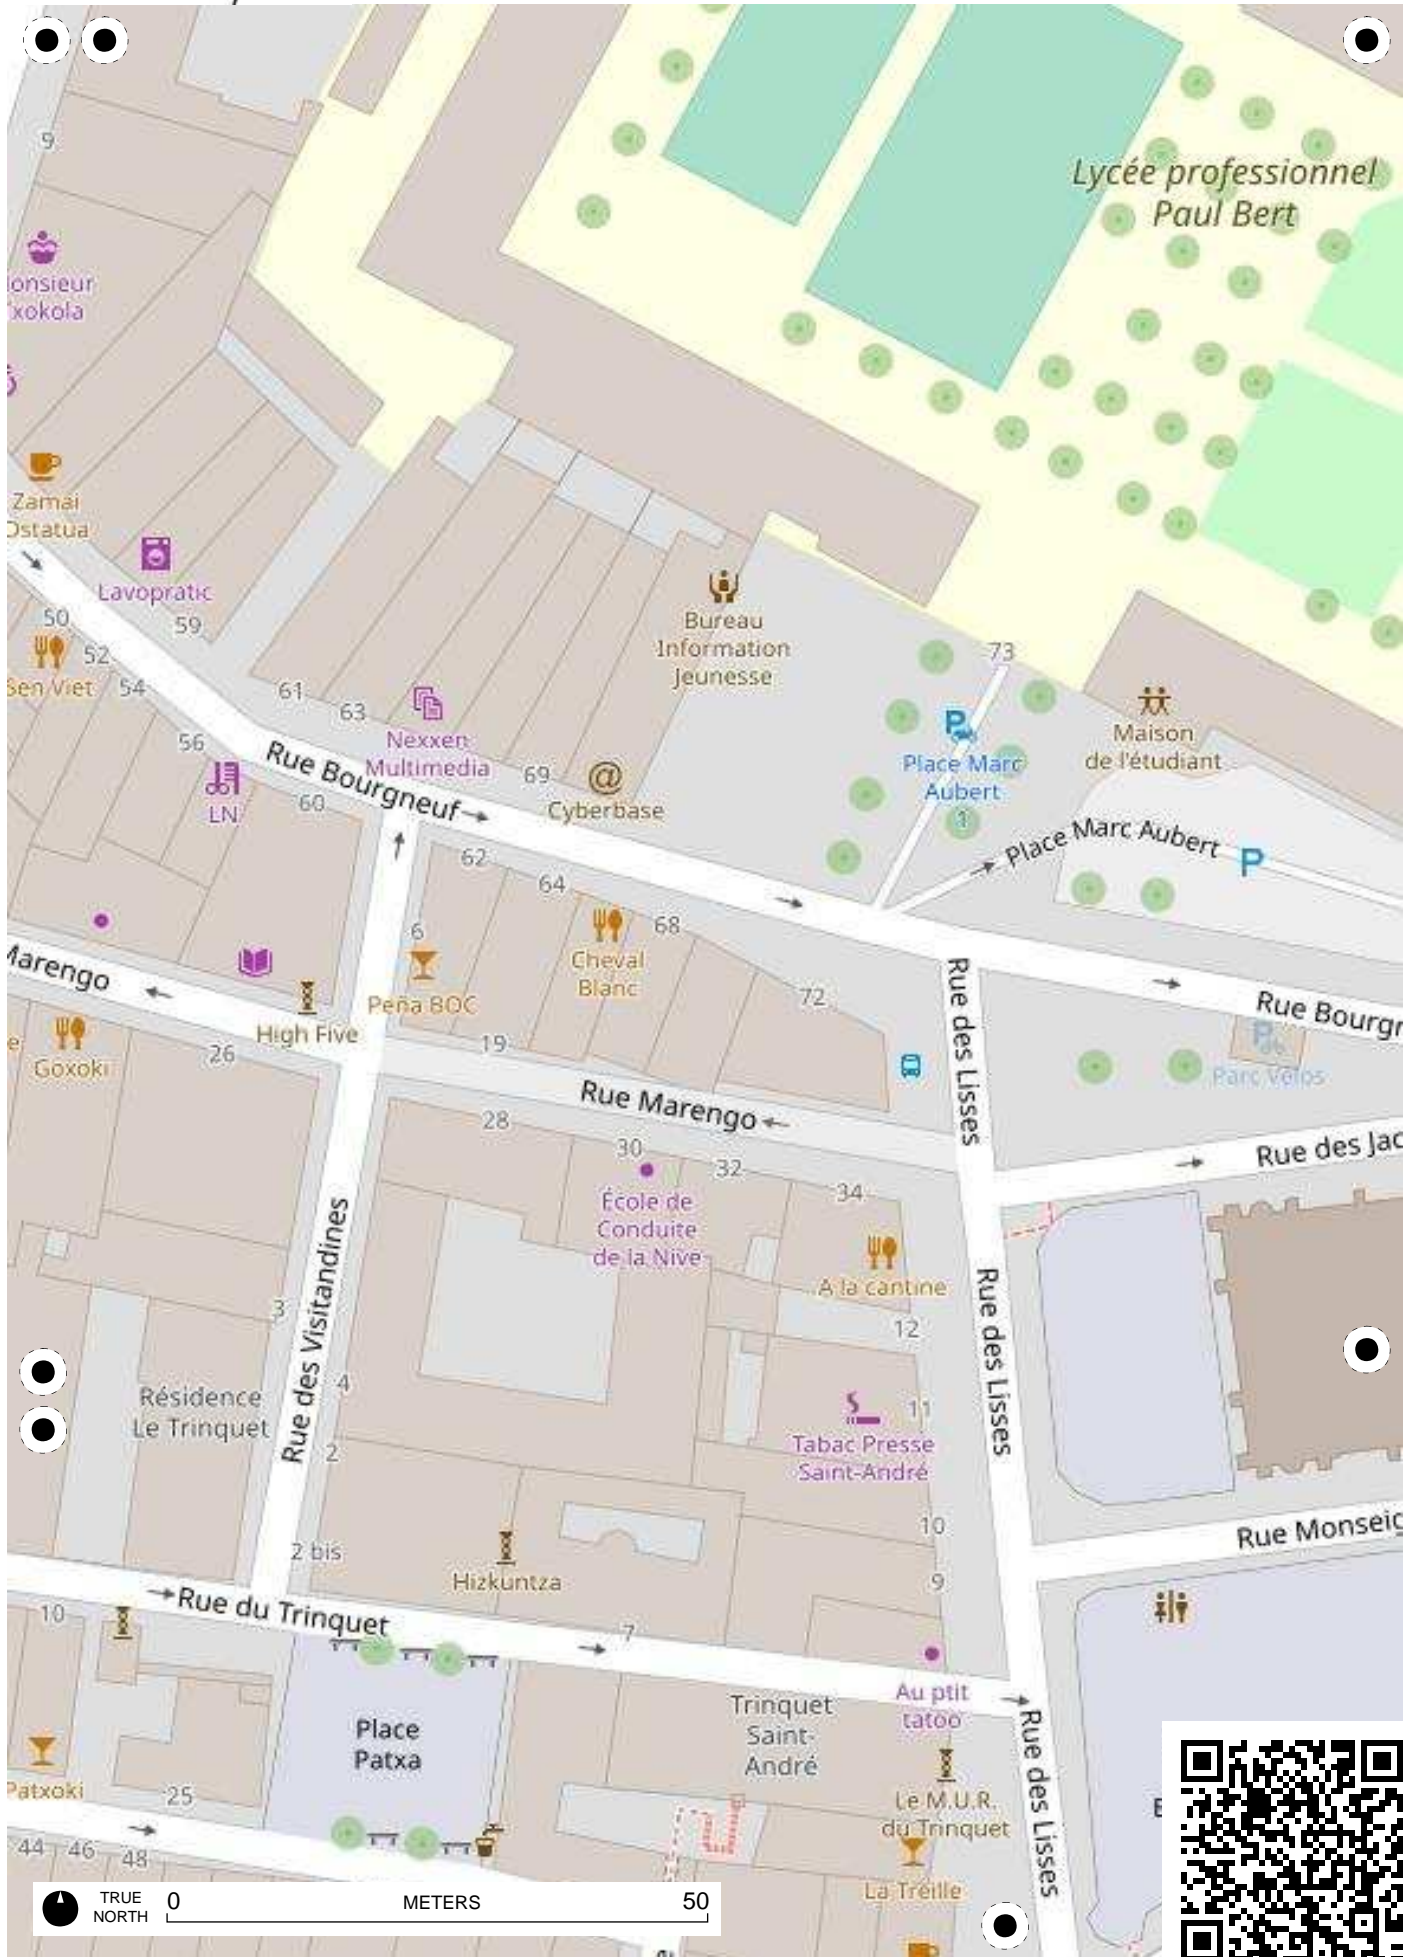 Lycée professionnel
Paul Bert
9
onsieur
xokola
Zamai
Ostatua
Lavopratic
59
50
52
54
56
Sen Viet
61
63
Nexxen
Multimedia
69
Cyberbase
Bureau
Information
Jeunesse
73
Place Marc
Aubert
1
Maison
de l'étudiant
Place Marc Aubert
P
LN
60
Rue Bourgneuf
62
64
68
72
6
Peña BOC
Cheval
Blanc
Marengo
High Five
Goxoki
e
26
19
Rue Marengo
Rue des Lisses
Rue Bourgn
Parc Vélos
Rue des Jac
28
30
32
34
École de
Conduite
de la Nive
A la cantine
12
Rue des Visitandines
Rue des Lisses
3
4
2
2 bis
Résidence
Le Trinquet
11
Tabac Presse
Saint-André
10
9
Hizkuntza
Rue Monseig
Rue du Trinquet
7
10
Au ptit
tatoo
Trinquet
Saint-
André
Place
Patxa
Patxoki
25
Le M.U.R.
du Trinquet
La Treille
Rue des Lisses
44
46
48
TRUE
NORTH
0
METERS
50